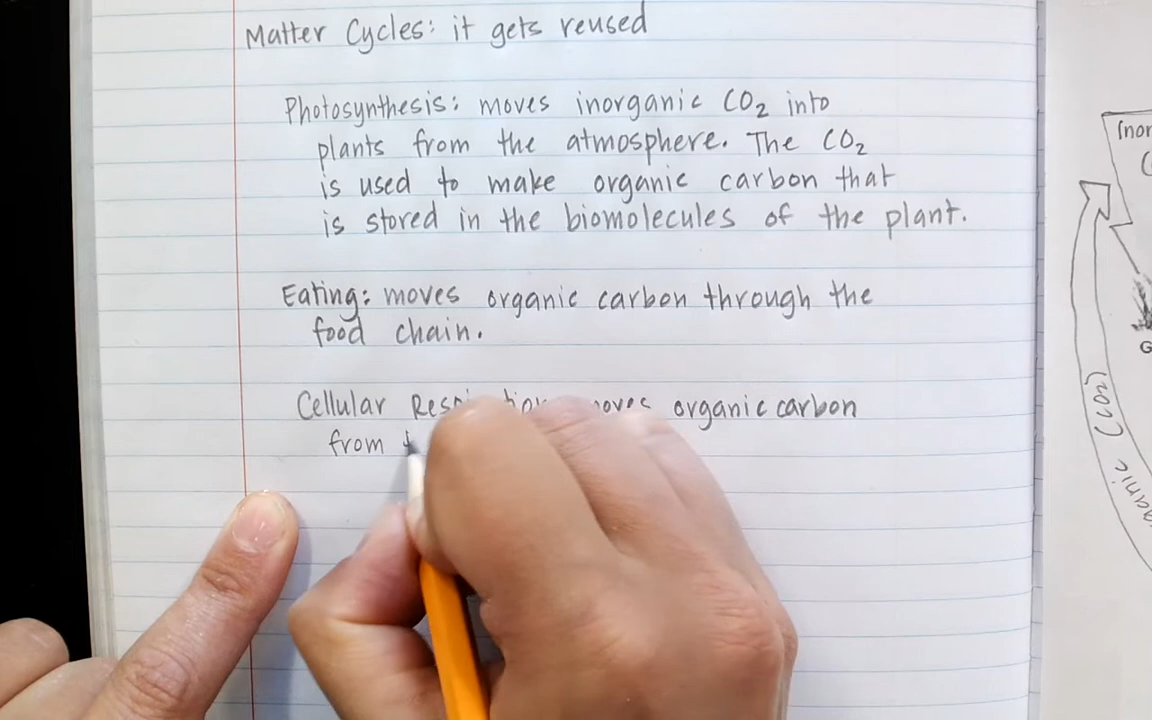 Matter Cycles: it gets reused
Photosynthesis: moves inorganic CO2 into
plants from the atmosphere. The CO2
is used to make organic carbon that
is stored in the biomolecules of the plant.
Eating: moves organic carbon through the
food chain.
Cellular moves organic carbon
from
(CO2)
G